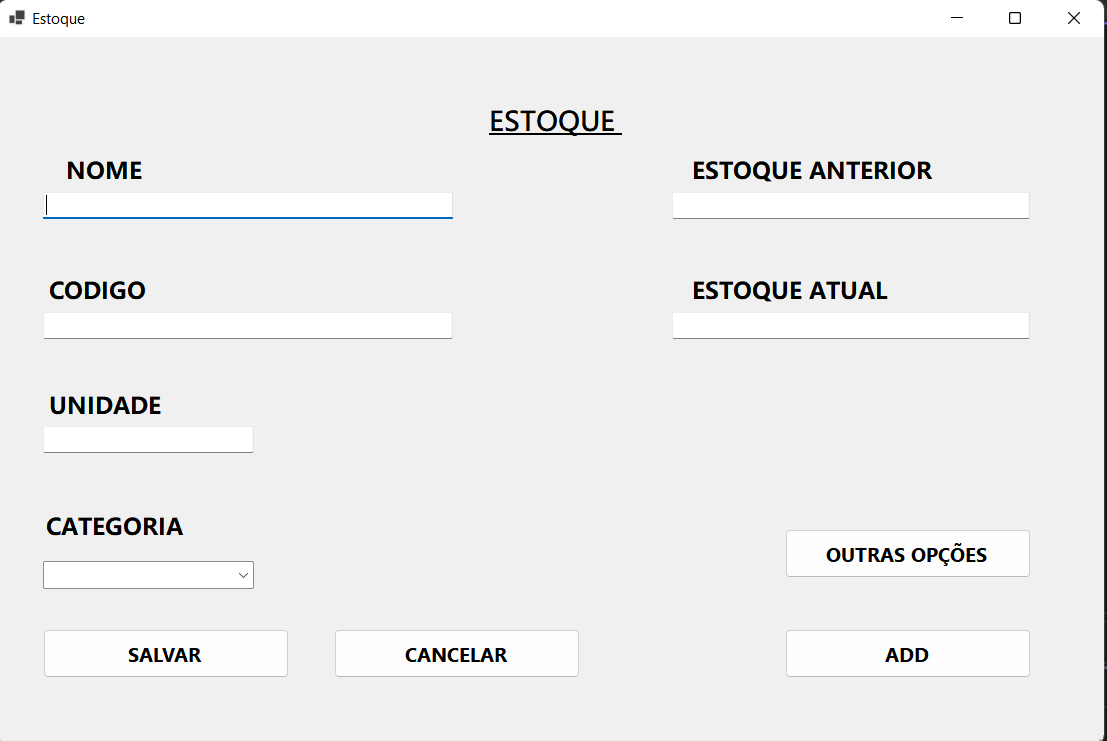 Estoque
ESTOQUE
NOME
ESTOQUE ANTERIOR
CODIGO
ESTOQUE ATUAL
UNIDADE
CATEGORIA
OUTRAS OPÇÕES
SALVAR
CANCELAR
ADD